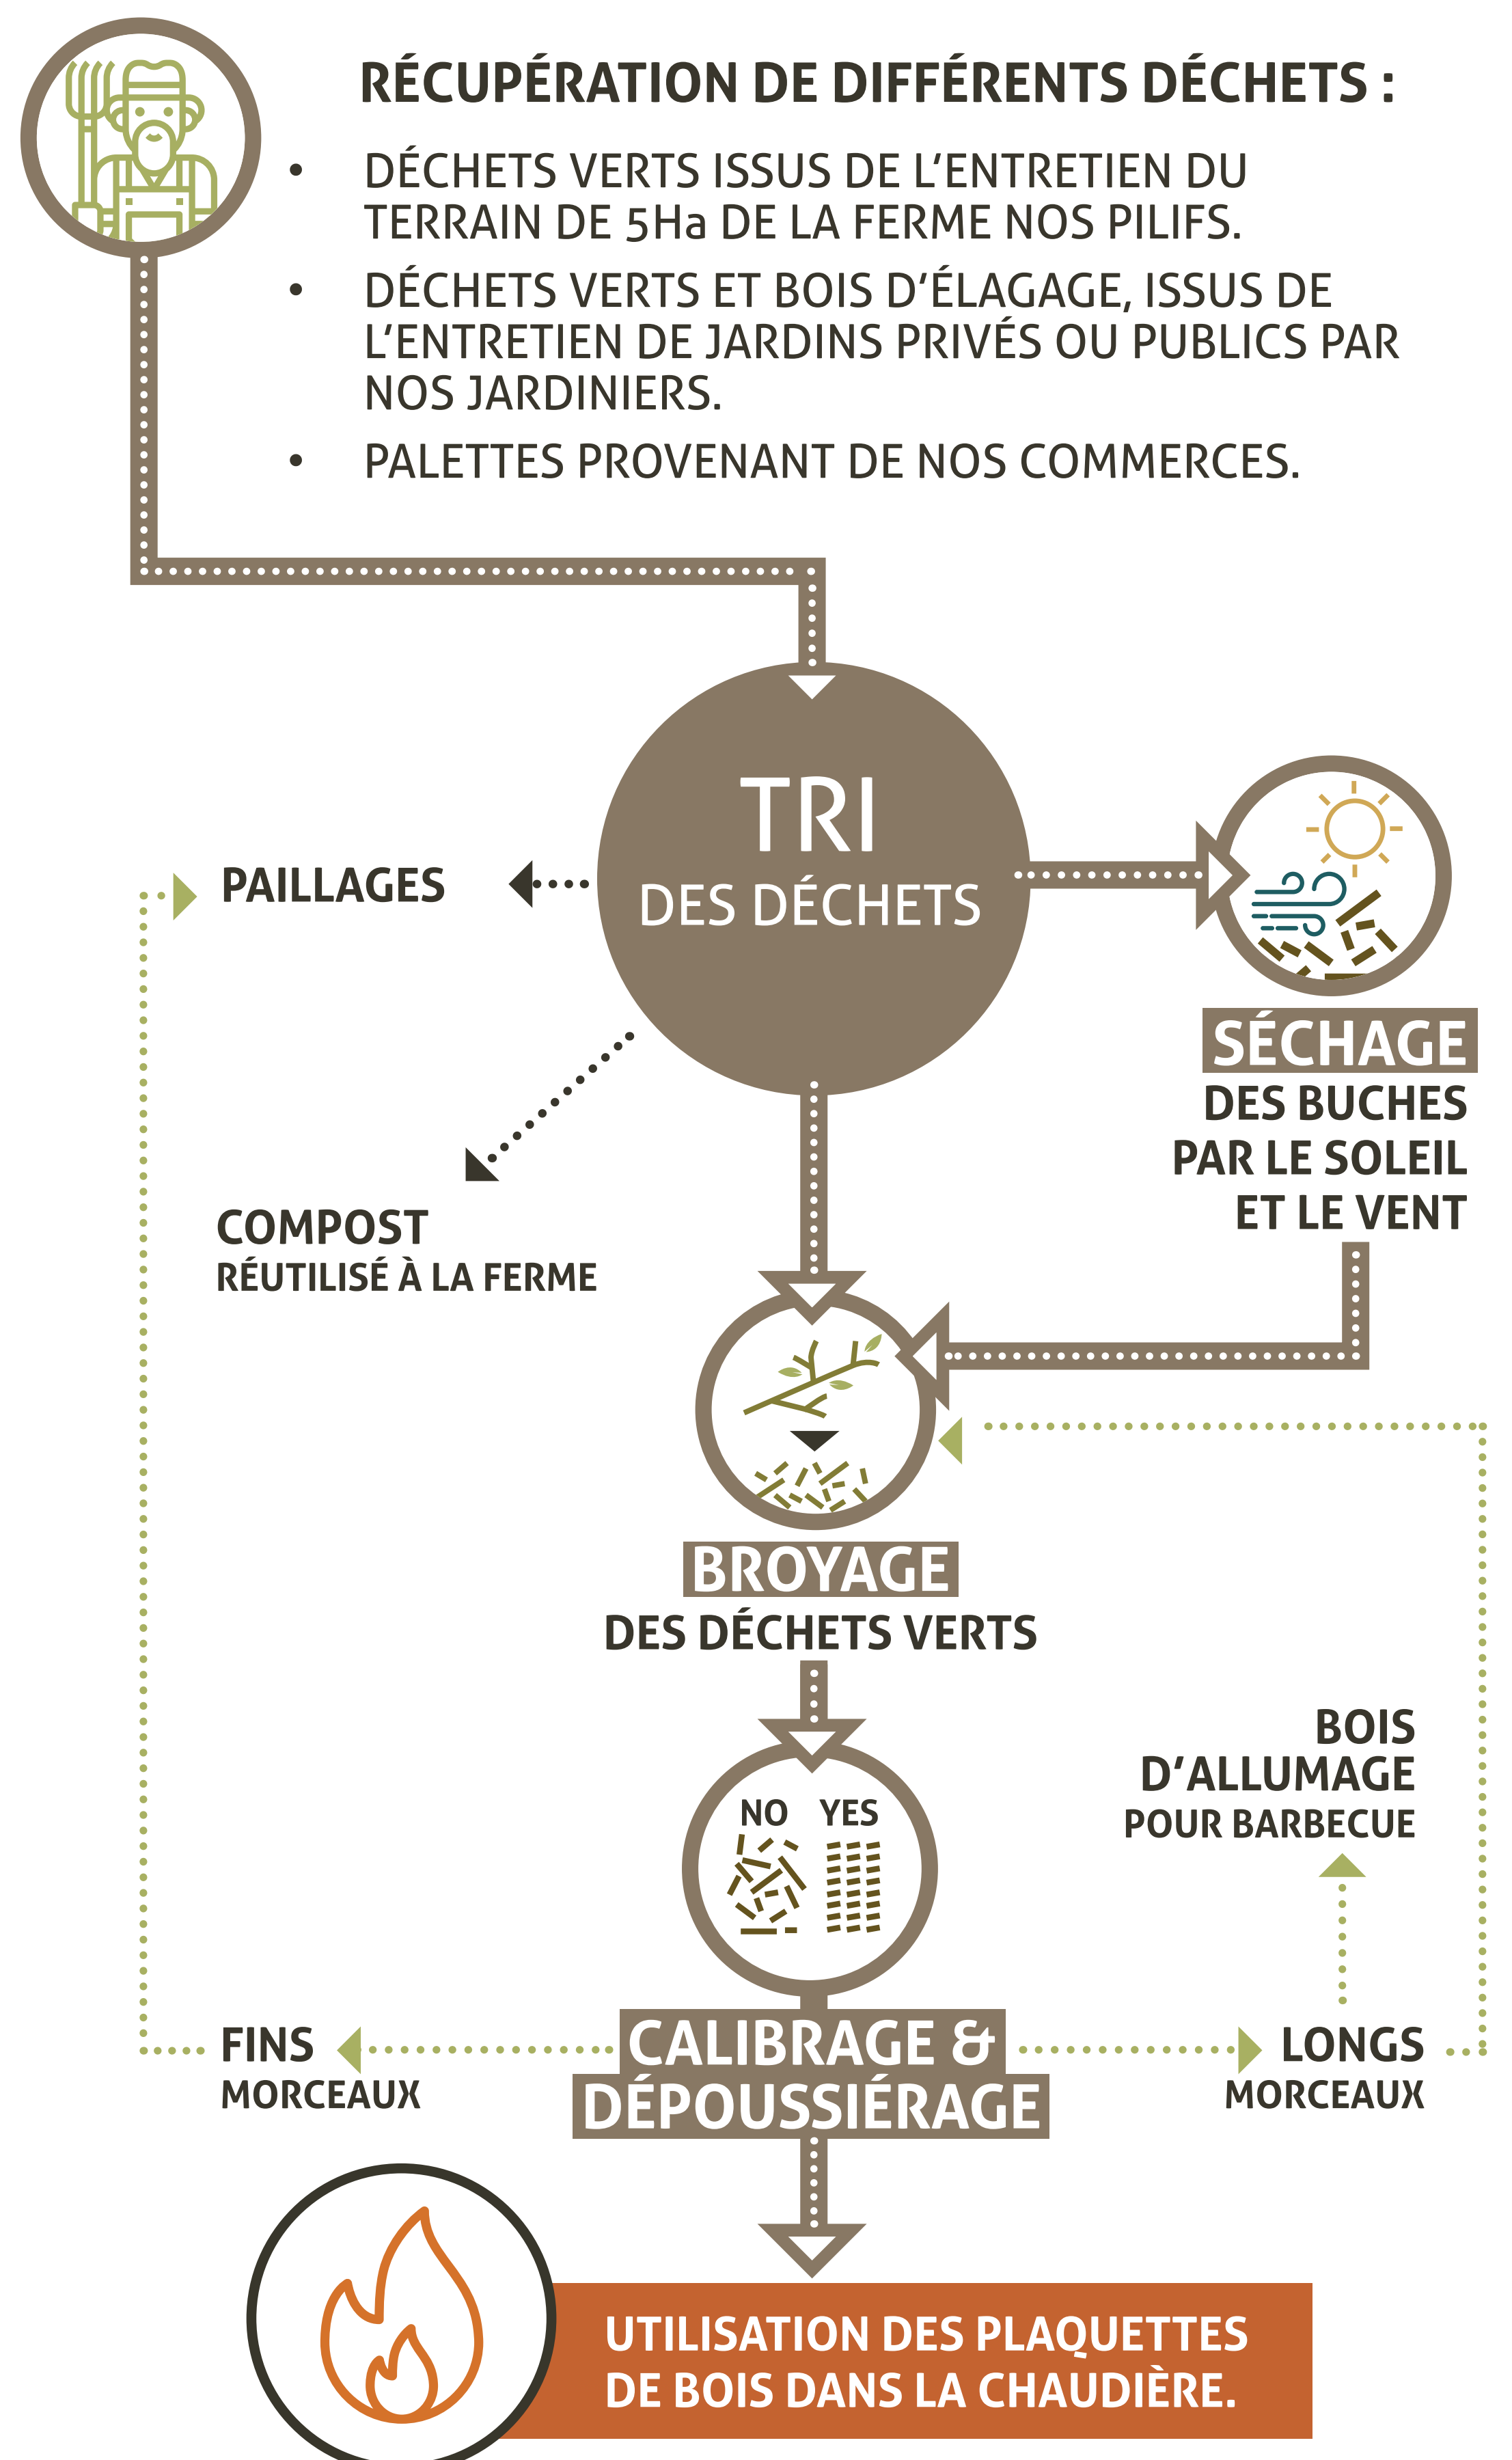 RÉCUPÉRATION DE DIFFÉRENTS DÉCHETS :
• DÉCHETS VERTS ISSUS DE L'ENTRETIEN DU
TERRAIN DE 5Ha DE LA FERME NOS PILIFS.
• DÉCHETS VERTS ET BOIS D'ÉLAGAGE, ISSUS DE
L'ENTRETIEN DE JARDINS PRIVÉS OU PUBLICS PAR
NOS JARDINIERS.
• PALETTES PROVENANT DE NOS COMMERCES.
TRI
DES DÉCHETS
PAILLAGES
SÉCHAGE
DES BUCHES
PAR LE SOLEIL
ET LE VENT
COMPOST
RÉUTILISÉ À LA FERME
BROYAGE
DES DÉCHETS VERTS
BOIS
D'ALLUMAGE
POUR BARBECUE
NO YES
CALIBRAGE &
DÉPOUSSIÉRAGE
FINS
MORCEAUX
LONGS
MORCEAUX
UTILISATION DES PLAQUETTES
DE BOIS DANS LA CHAUDIÈRE.